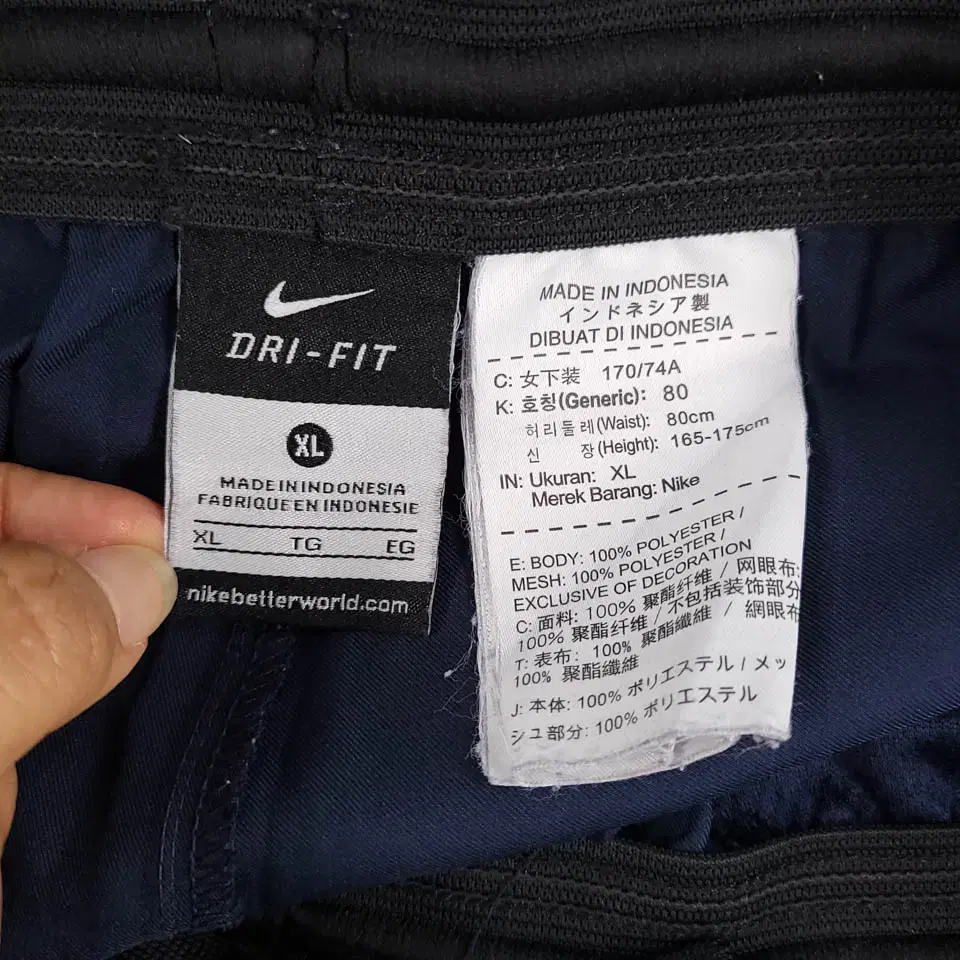 DRI-FIT
XL
MADE IN INDONESIA
FABRIQUE EN INDONESIE
XL TG EG
nikebetterworld.com
MADE IN INDONESIA
インドネシア製
DIBUAT DI INDONESIA
C: 女下装 170/74A
K: 호칭(Generic): 80
허리둘레(Waist): 80cm
신 장(Height): 165-175cm
IN: Ukuran: XL
Merek Barang: Nike
E: BODY: 100% POLYESTER /
MESH: 100% POLYESTER /
EXCLUSIVE OF DECORATION
C: 面料: 100% 聚酯纤维 / 网眼布:
100% 聚酯纤维 / 不包括装饰部分
T: 表布: 100% 聚酯纖維 / 網眼布
100% 聚酯纖維
J: 本体: 100% ポリエステル / メッ
シュ部分: 100% ポリエステル